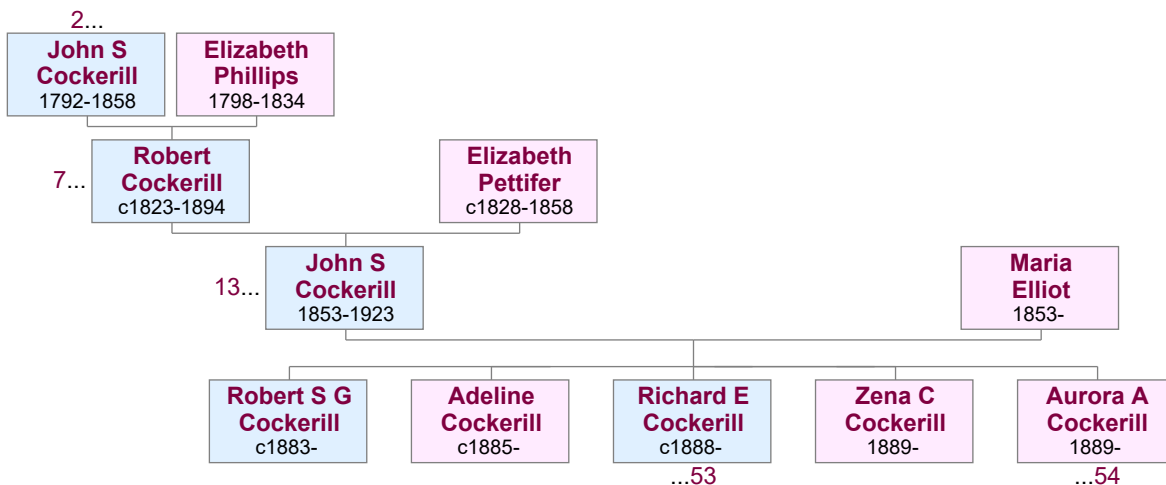 2...
John S
Cockerill
1792-1858
Elizabeth
Phillips
1798-1834
7...
Robert
Cockerill
c1823-1894
Elizabeth
Pettifer
c1828-1858
13...
John S
Cockerill
1853-1923
Maria
Elliot
1853-
Robert S G
Cockerill
c1883-
Adeline
Cockerill
c1885-
Richard E
Cockerill
c1888-
...53
Zena C
Cockerill
1889-
Aurora A
Cockerill
1889-
...54